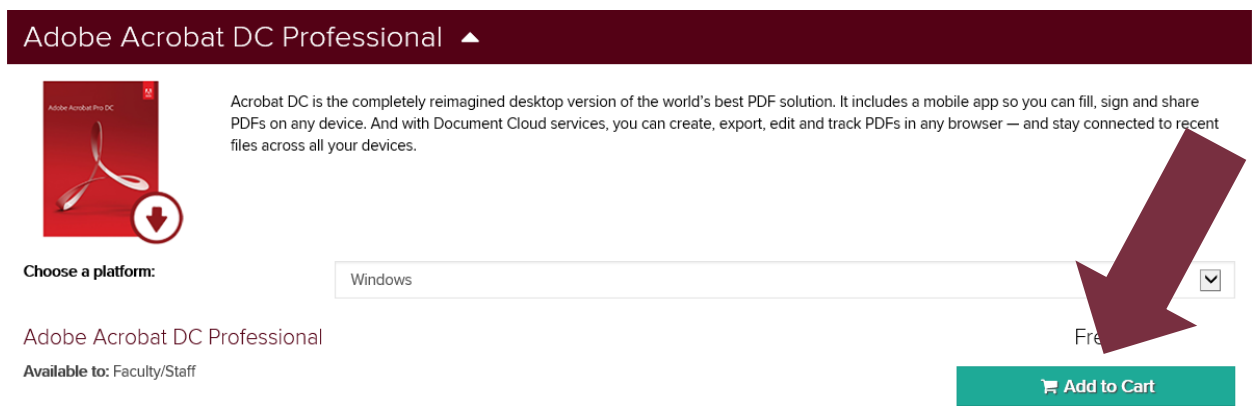 Adobe Acrobat DC Professional
Adobe Acrobat Pro DC
Acrobat DC is the completely reimagined desktop version of the world's best PDF solution. It includes a mobile app so you can fill, sign and share
PDFs on any device. And with Document Cloud services, you can create, export, edit and track PDFs in any browser — and stay connected to recent
files across all your devices.
Choose a platform:
Windows
Adobe Acrobat DC Professional
Available to: Faculty/Staff
Add to Cart